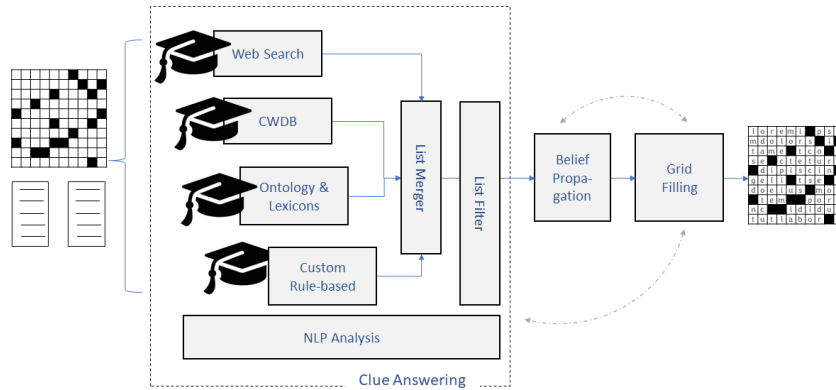 Web Search
CWDB
Ontology &
Lexicons
Custom
Rule-based
List Merger
List Filter
NLP Analysis
Clue Answering
Belief
Propa-
gation
Grid
Filling
l o r e m i p s
m d o l o r s i
t a m e t c o
s e c t e t u r
d i p i s c i n
g e l i t s e
d o e i u s m o
t e m p o r
n c i d i d u
t u t l a b o r